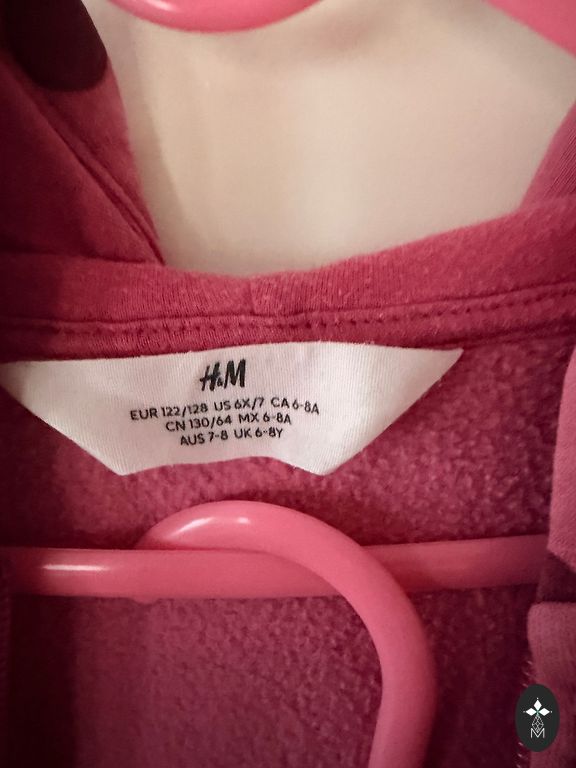 H&M
EUR 122/128 US 6X/7 CA 6-8A
CN 130/64 MX 6-8A
AUS 7-8 UK 6-8Y
M